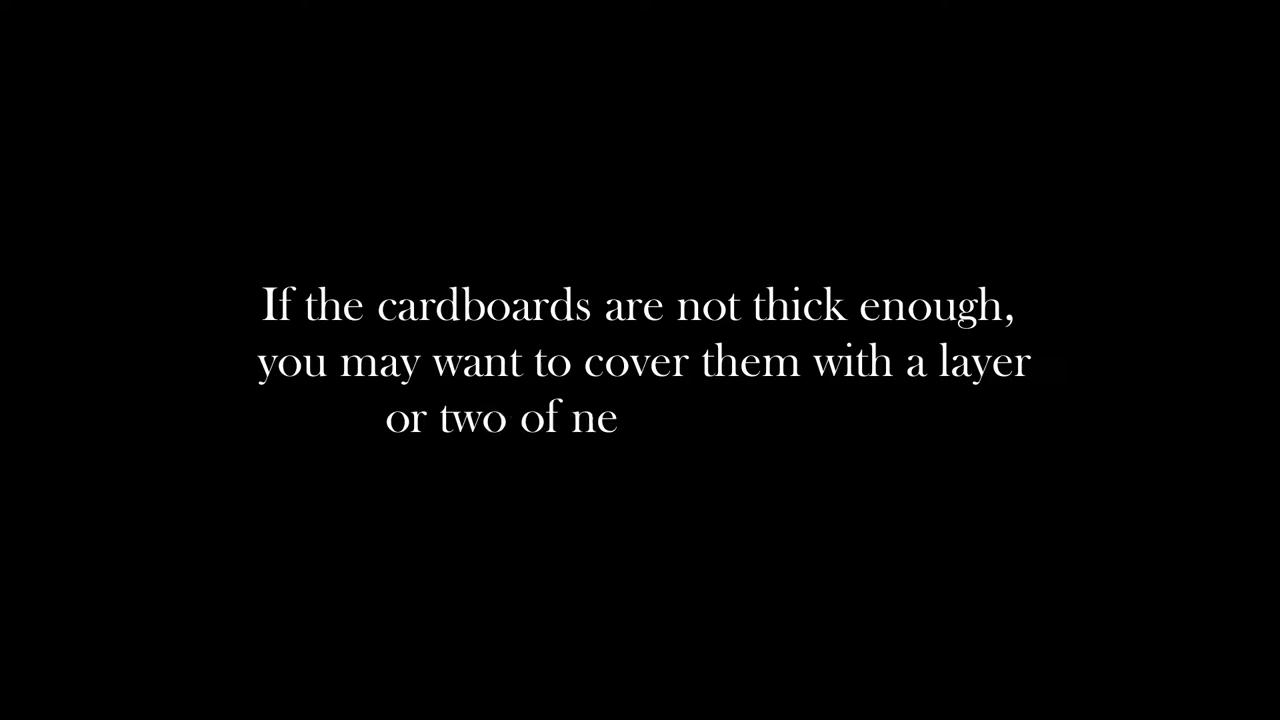 If the cardboards are not thick enough,
you may want to cover them with a layer
or two of ne